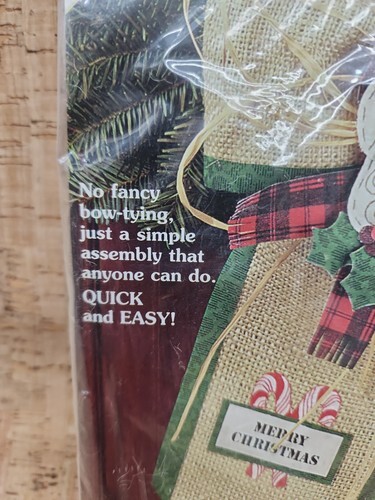 No fancy
bow-tying,
just a simple
assembly that
anyone can do.
QUICK
and EASY!
MERRY
CHRISTMAS